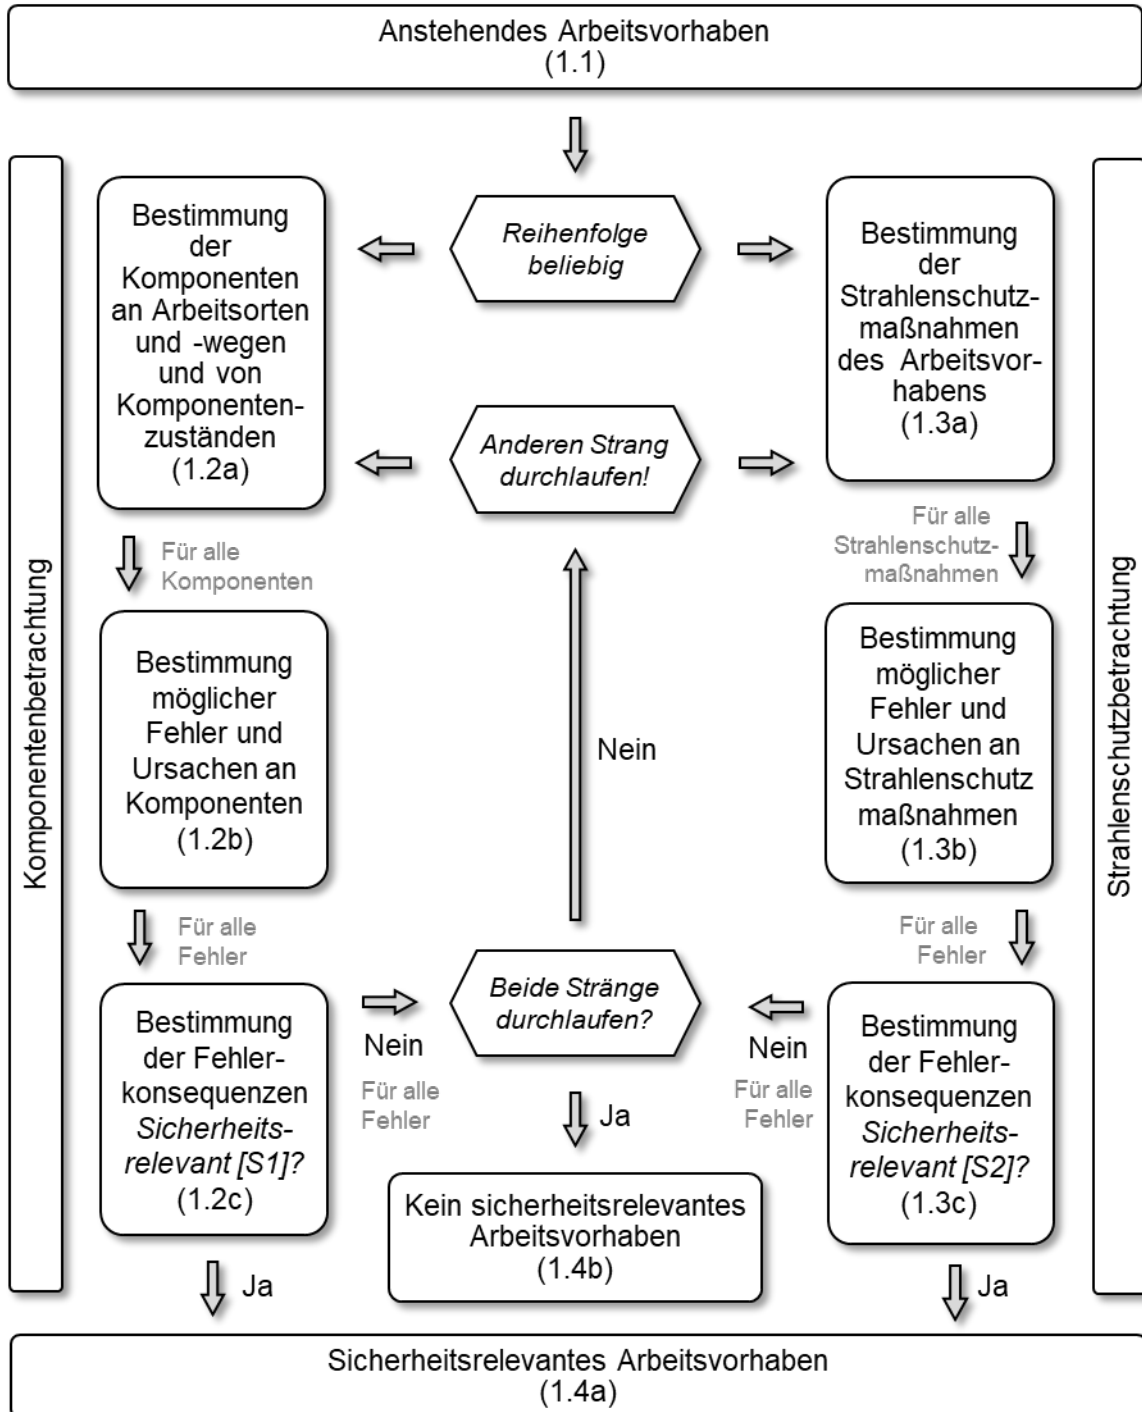 Anstehendes Arbeitsvorhaben
(1.1)
Komponentenbetrachtung
Bestimmung
der
Komponenten
an Arbeitsorten
und -wegen
und von
Komponenten-
zuständen
(1.2a)
Reihenfolge
beliebig
Bestimmung
der
Strahlenschutz-
maßnahmen
des Arbeitsvor-
habens
(1.3a)
Strahlenschutzbetrachtung
Anderen Strang
durchlaufen!
Für alle
Komponenten
Für alle
Strahlenschutz-
maßnahmen
Bestimmung
möglicher
Fehler und
Ursachen an
Komponenten
(1.2b)
Nein
Bestimmung
möglicher
Fehler und
Ursachen an
Strahlenschutz
maßnahmen
(1.3b)
Für alle
Fehler
Für alle
Fehler
Bestimmung
der Fehler-
konsequenzen
Sicherheits-
relevant [S1]?
(1.2c)
Nein
Für alle
Fehler
Beide Stränge
durchlaufen?
Nein
Für alle
Fehler
Bestimmung
der Fehler-
konsequenzen
Sicherheits-
relevant [S2]?
(1.3c)
Ja
Kein sicherheitsrelevantes
Arbeitsvorhaben
(1.4b)
Ja
Ja
Sicherheitsrelevantes Arbeitsvorhaben
(1.4a)